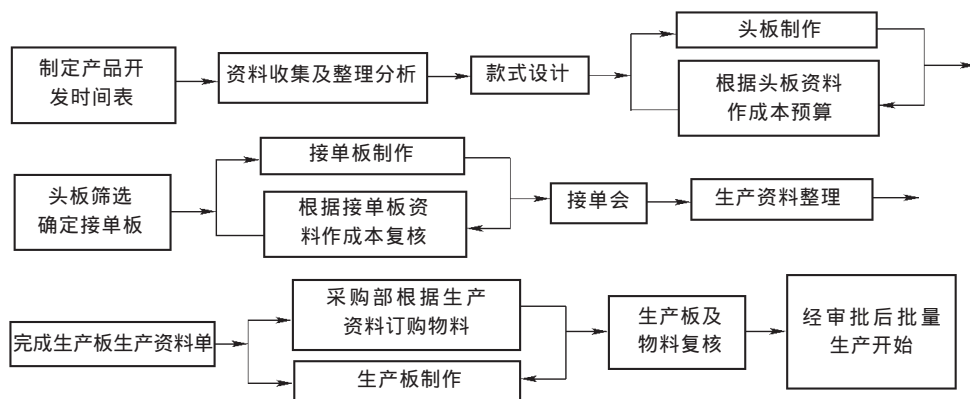 制定产品开
发时间表
资料收集及整理分析
款式设计
头板制作
根据头板资料
作成本预算
头板筛选
确定接单板
接单板制作
根据接单板资
料作成本复核
接单会
生产资料整理
完成生产板生产资料单
采购部根据生产
资料订购物料
生产板制作
生产板及
物料复核
经审批后批量
生产开始